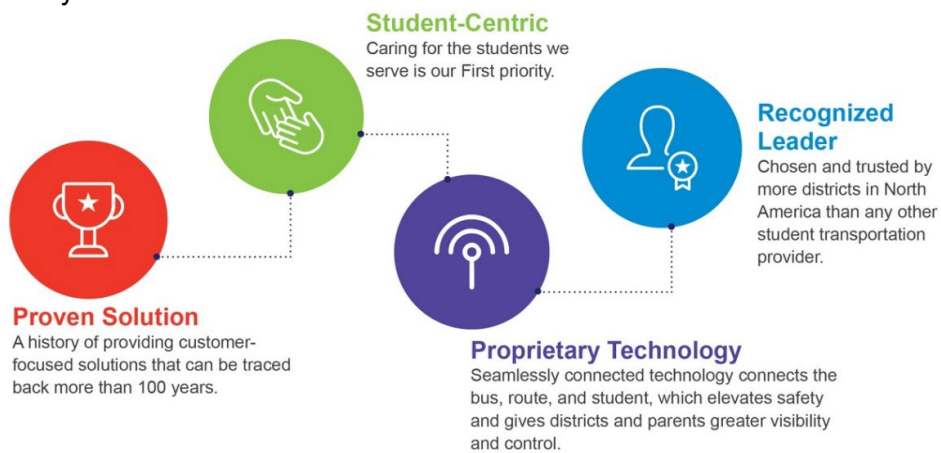 Student-Centric
Caring for the students we
serve is our First priority.
Recognized
Leader
Chosen and trusted by
more districts in North
America than any other
student transportation
provider.
Proven Solution
A history of providing customer-
focused solutions that can be traced
back more than 100 years.
Proprietary Technology
Seamlessly connected technology connects the
bus, route, and student, which elevates safety
and gives districts and parents greater visibility
and control.